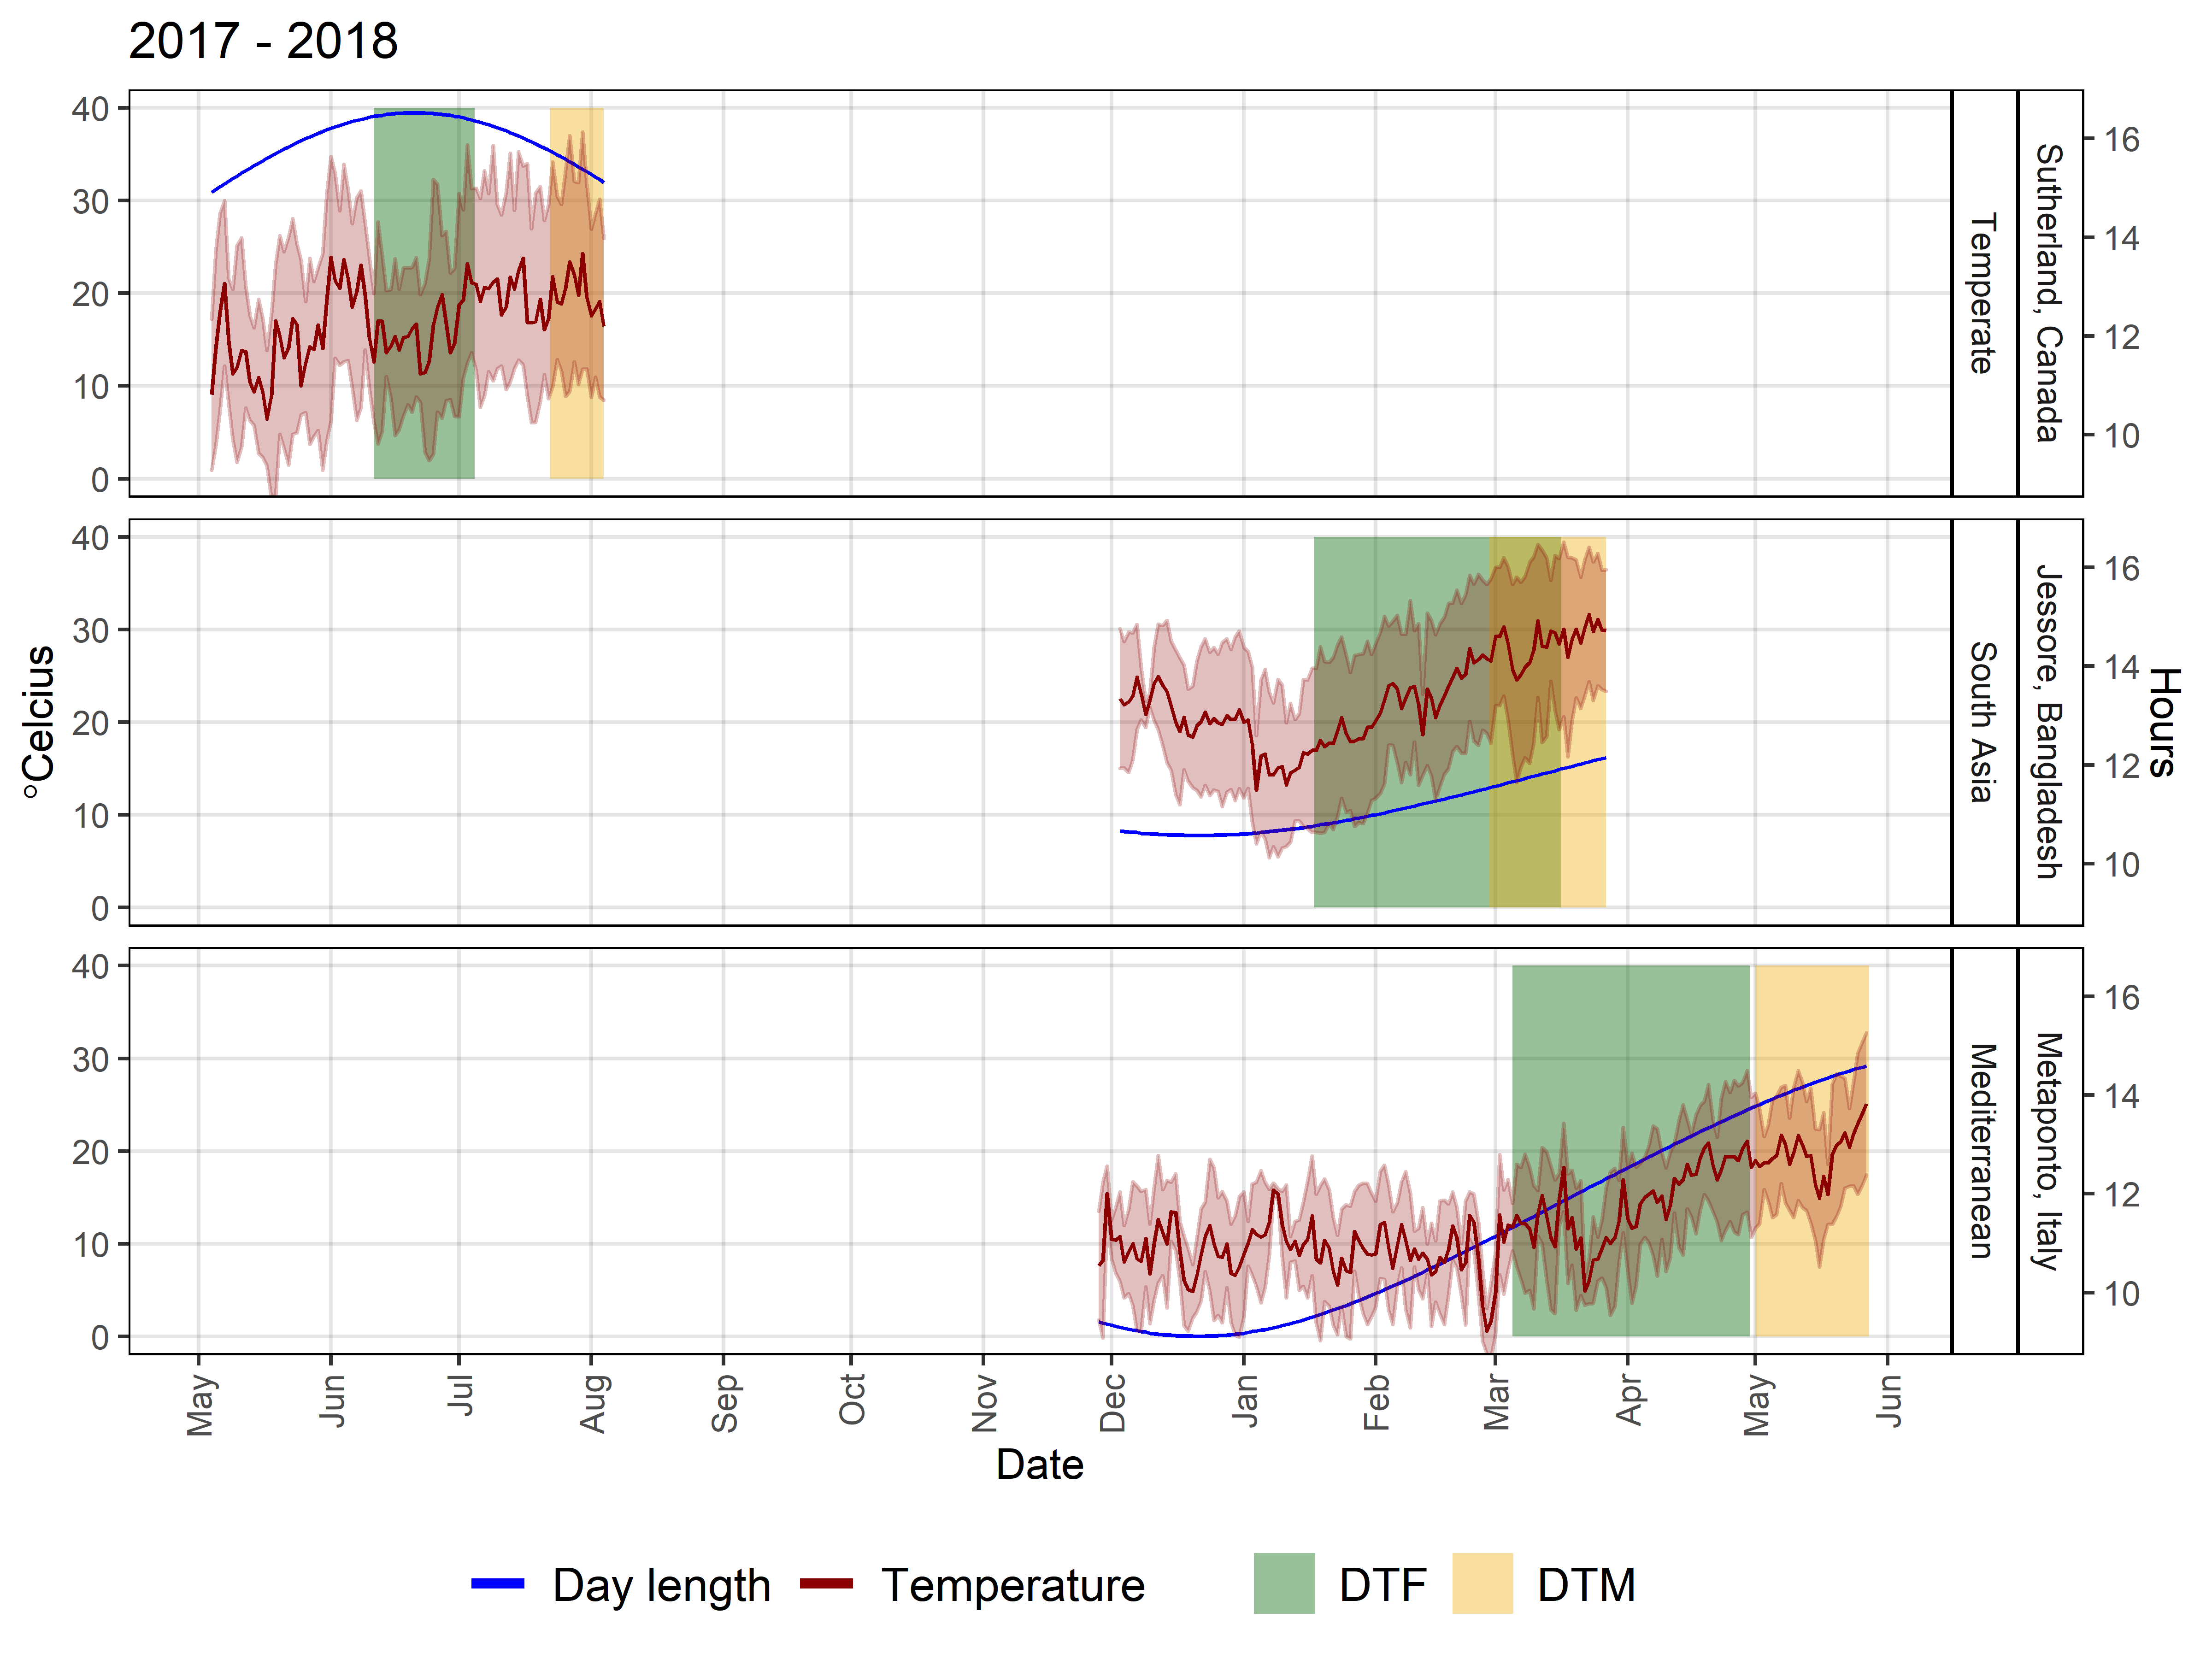 2017 - 2018
40
30
20
10
0
Temperate
Sutherland, Canada
16
14
12
10
40
30
20
10
0
South Asia
Jessore, Bangladesh
16
14
12
10
40
30
20
10
0
Mediterranean
Metaponto, Italy
16
14
12
10
°Celcius
Hours
May Jun Jul Aug Sep Oct Nov Dec Jan Feb Mar Apr May Jun
Date
Day length Temperature DTF DTM